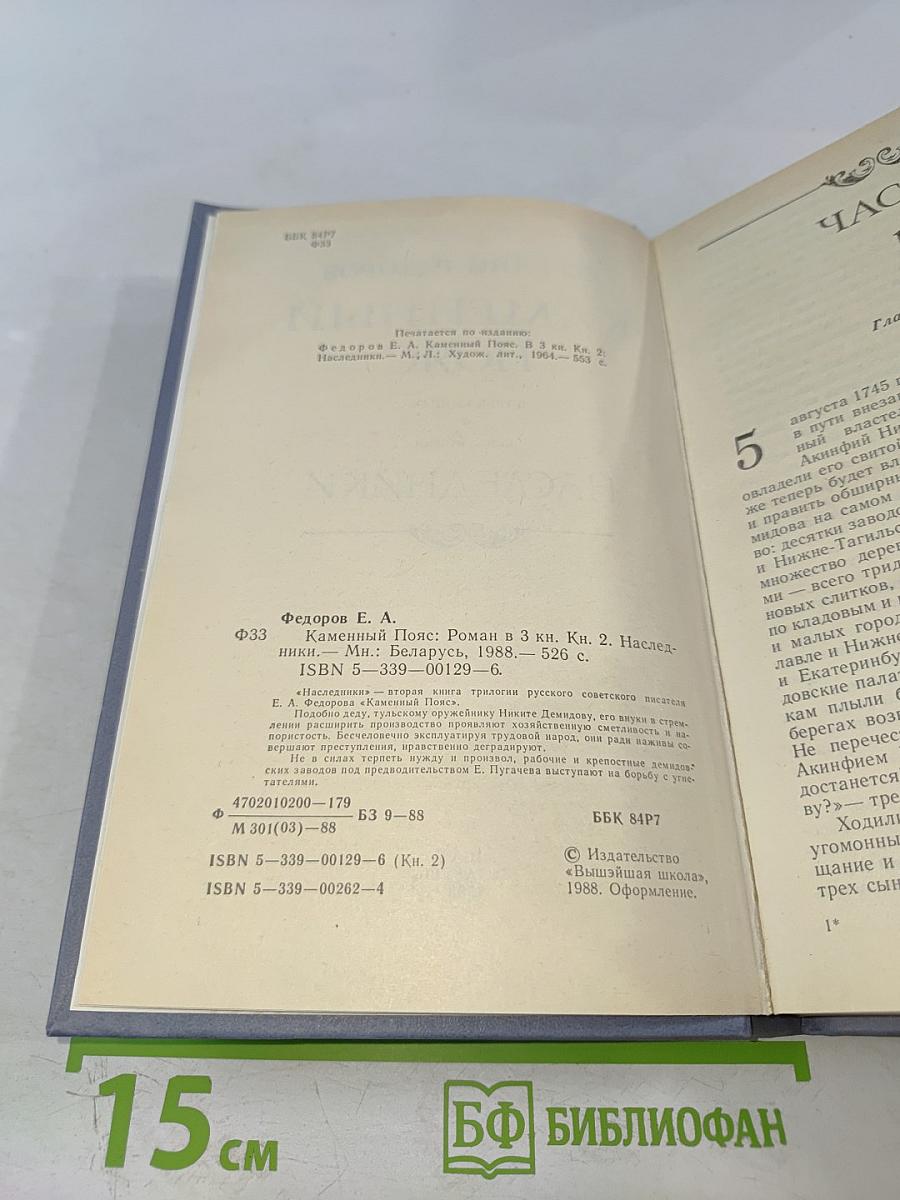 ББК 84Р7
Ф33
Печатается по изданию:
Федоров Е. А. Каменный Пояс. В 3 кн. Кн. 2:
Наследники.— М.; Л.: Худож. лит., 1964.— 553 с.
Федоров Е. А.
Ф33 Каменный Пояс: Роман в 3 кн. Кн. 2. Наслед-
ники.— Мн.: Беларусь, 1988.— 526 с.
ISBN 5—339—00129—6.
«Наследники» — вторая книга трилогии русского советского писателя
Е. А. Федорова «Каменный Пояс».
Подобно деду, тульскому оружейнику Никите Демидову, его внуки в стрем-
лении расширить производство проявляют хозяйственную сметливость и на-
пористость. Бесчеловечно эксплуатируя трудовой народ, они ради наживы со-
вершают преступления, нравственно деградируют.
Не в силах терпеть нужду и произвол, рабочие и крепостные демидов-
ских заводов под предводительством Е. Пугачева выступают на борьбу с угне-
тателями.
Ф 4702010200—179
М 301(03)—88 БЗ 9—88
ББК 84Р7
ISBN 5—339—00129—6 (Кн. 2)
ISBN 5—339—00262—4
© Издательство
«Вышэйшая школа»,
1988. Оформление.
ЧАС
Гла
5 августа 1745 г
в пути внеза
ный власте
Акинфий Ни
овладели его свитой
же теперь будет вл
и править обширны
мидова на самом
во: десятки заводо
и Нижне-Тагильс
множество дерев
ми — всего трид
новых слитков,
по кладовым и
и малых город
лавле и Нижне
и Екатеринбу
довские палат
кам плыли б
берегах возв
Не перечес
Акинфием
достанется
ву?»— тре
Ходили
угомонны
щание и
трех сын
1*
15 см
БФ БИБЛИОФАН